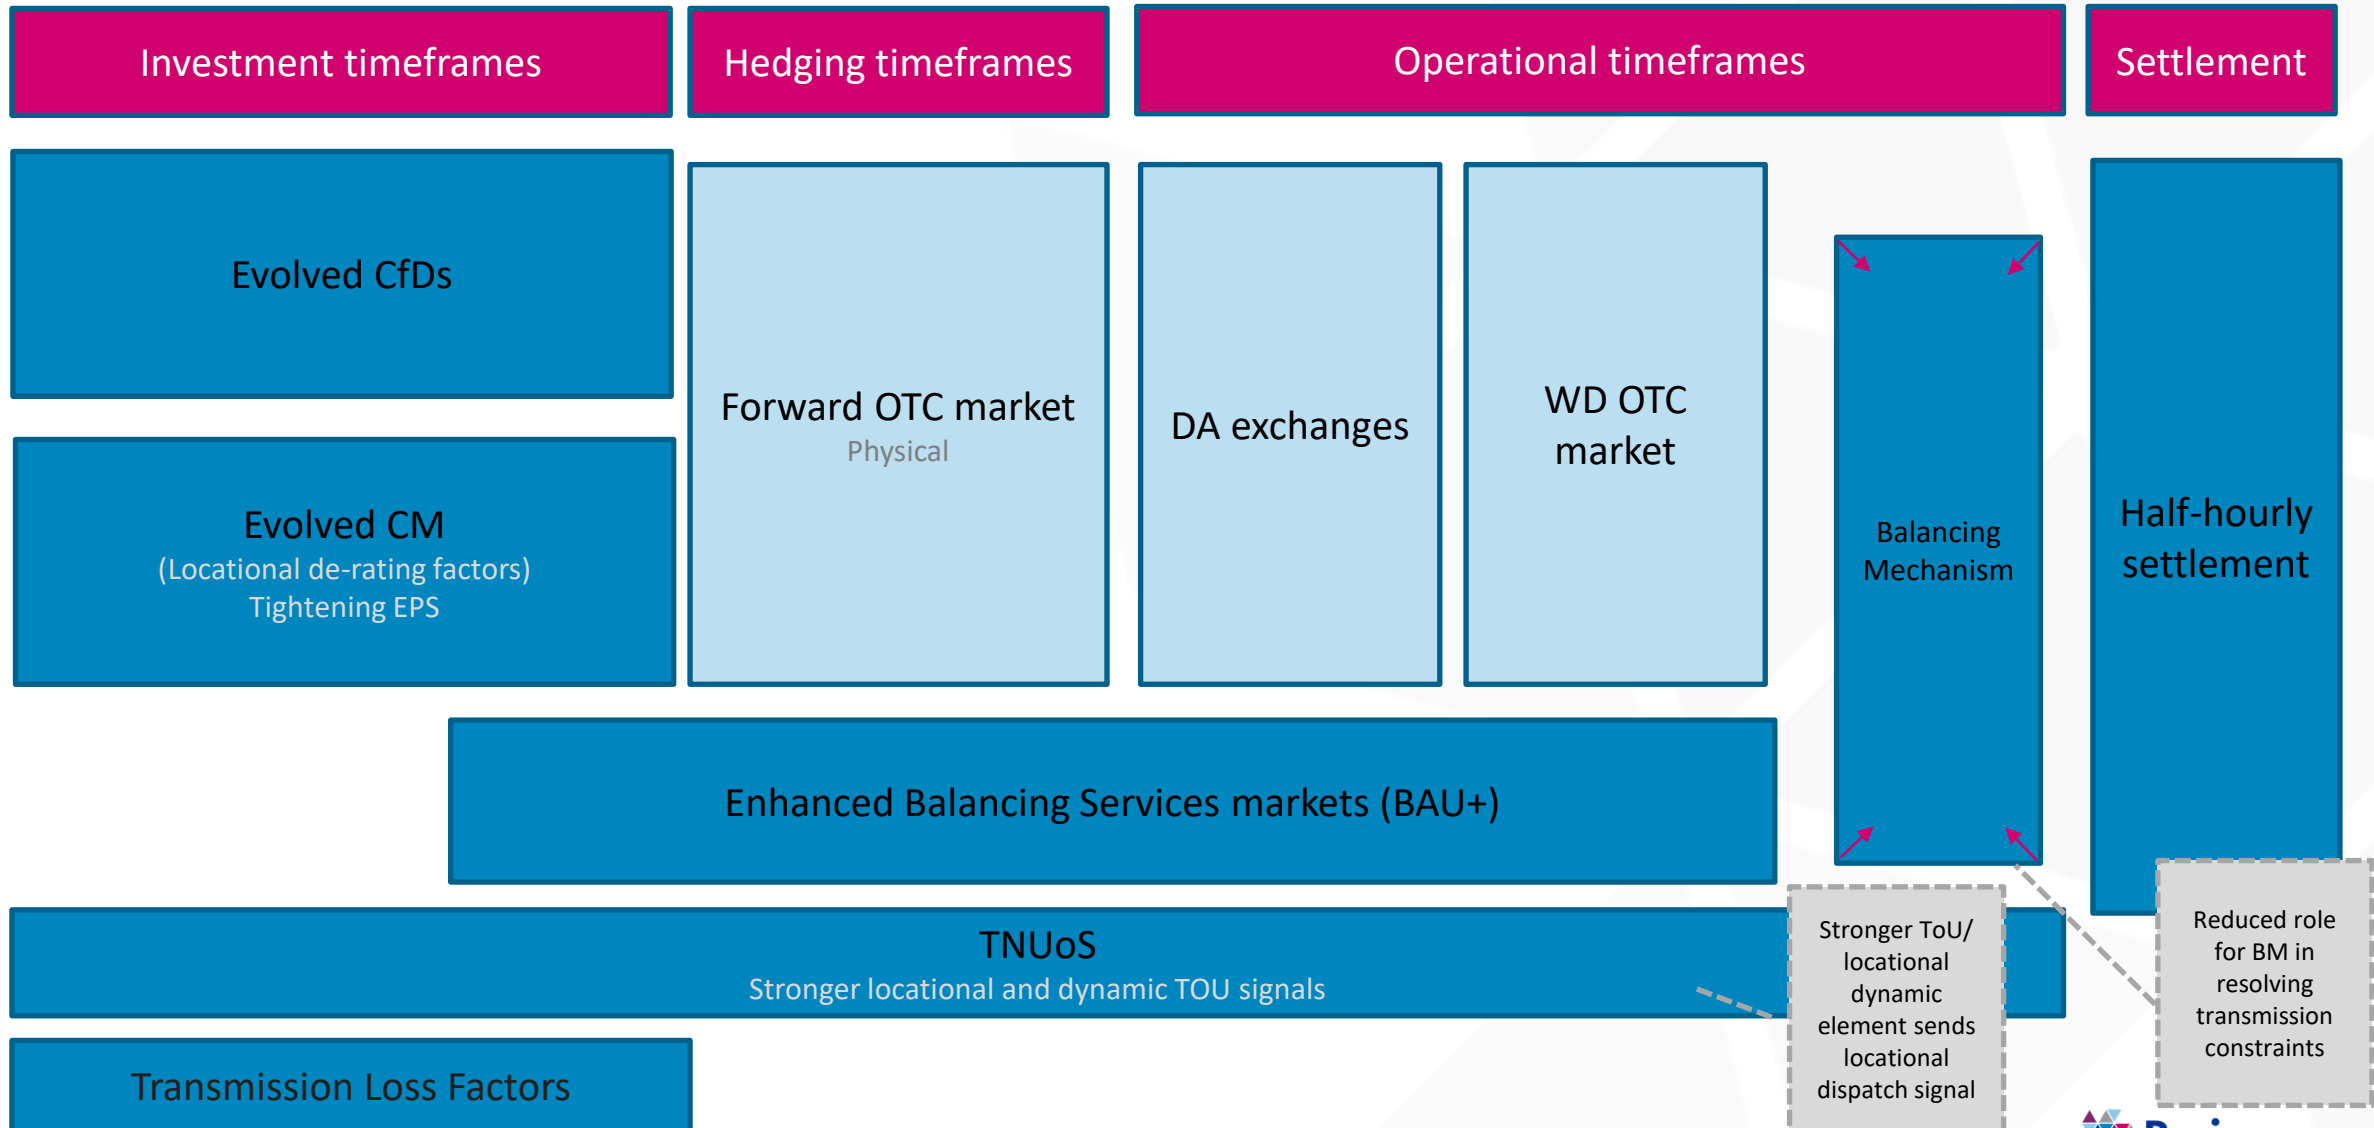 Investment timeframes
Hedging timeframes
Operational timeframes
Settlement
Evolved CfDs
Evolved CM
(Locational de-rating factors)
Tightening EPS
Forward OTC market
Physical
DA exchanges
WD OTC
market
Balancing
Mechanism
Half-hourly
settlement
Enhanced Balancing Services markets (BAU+)
TNUoS
Stronger locational and dynamic TOU signals
Stronger ToU/
locational
dynamic
element sends
locational
dispatch signal
Reduced role
for BM in
resolving
transmission
constraints
Transmission Loss Factors